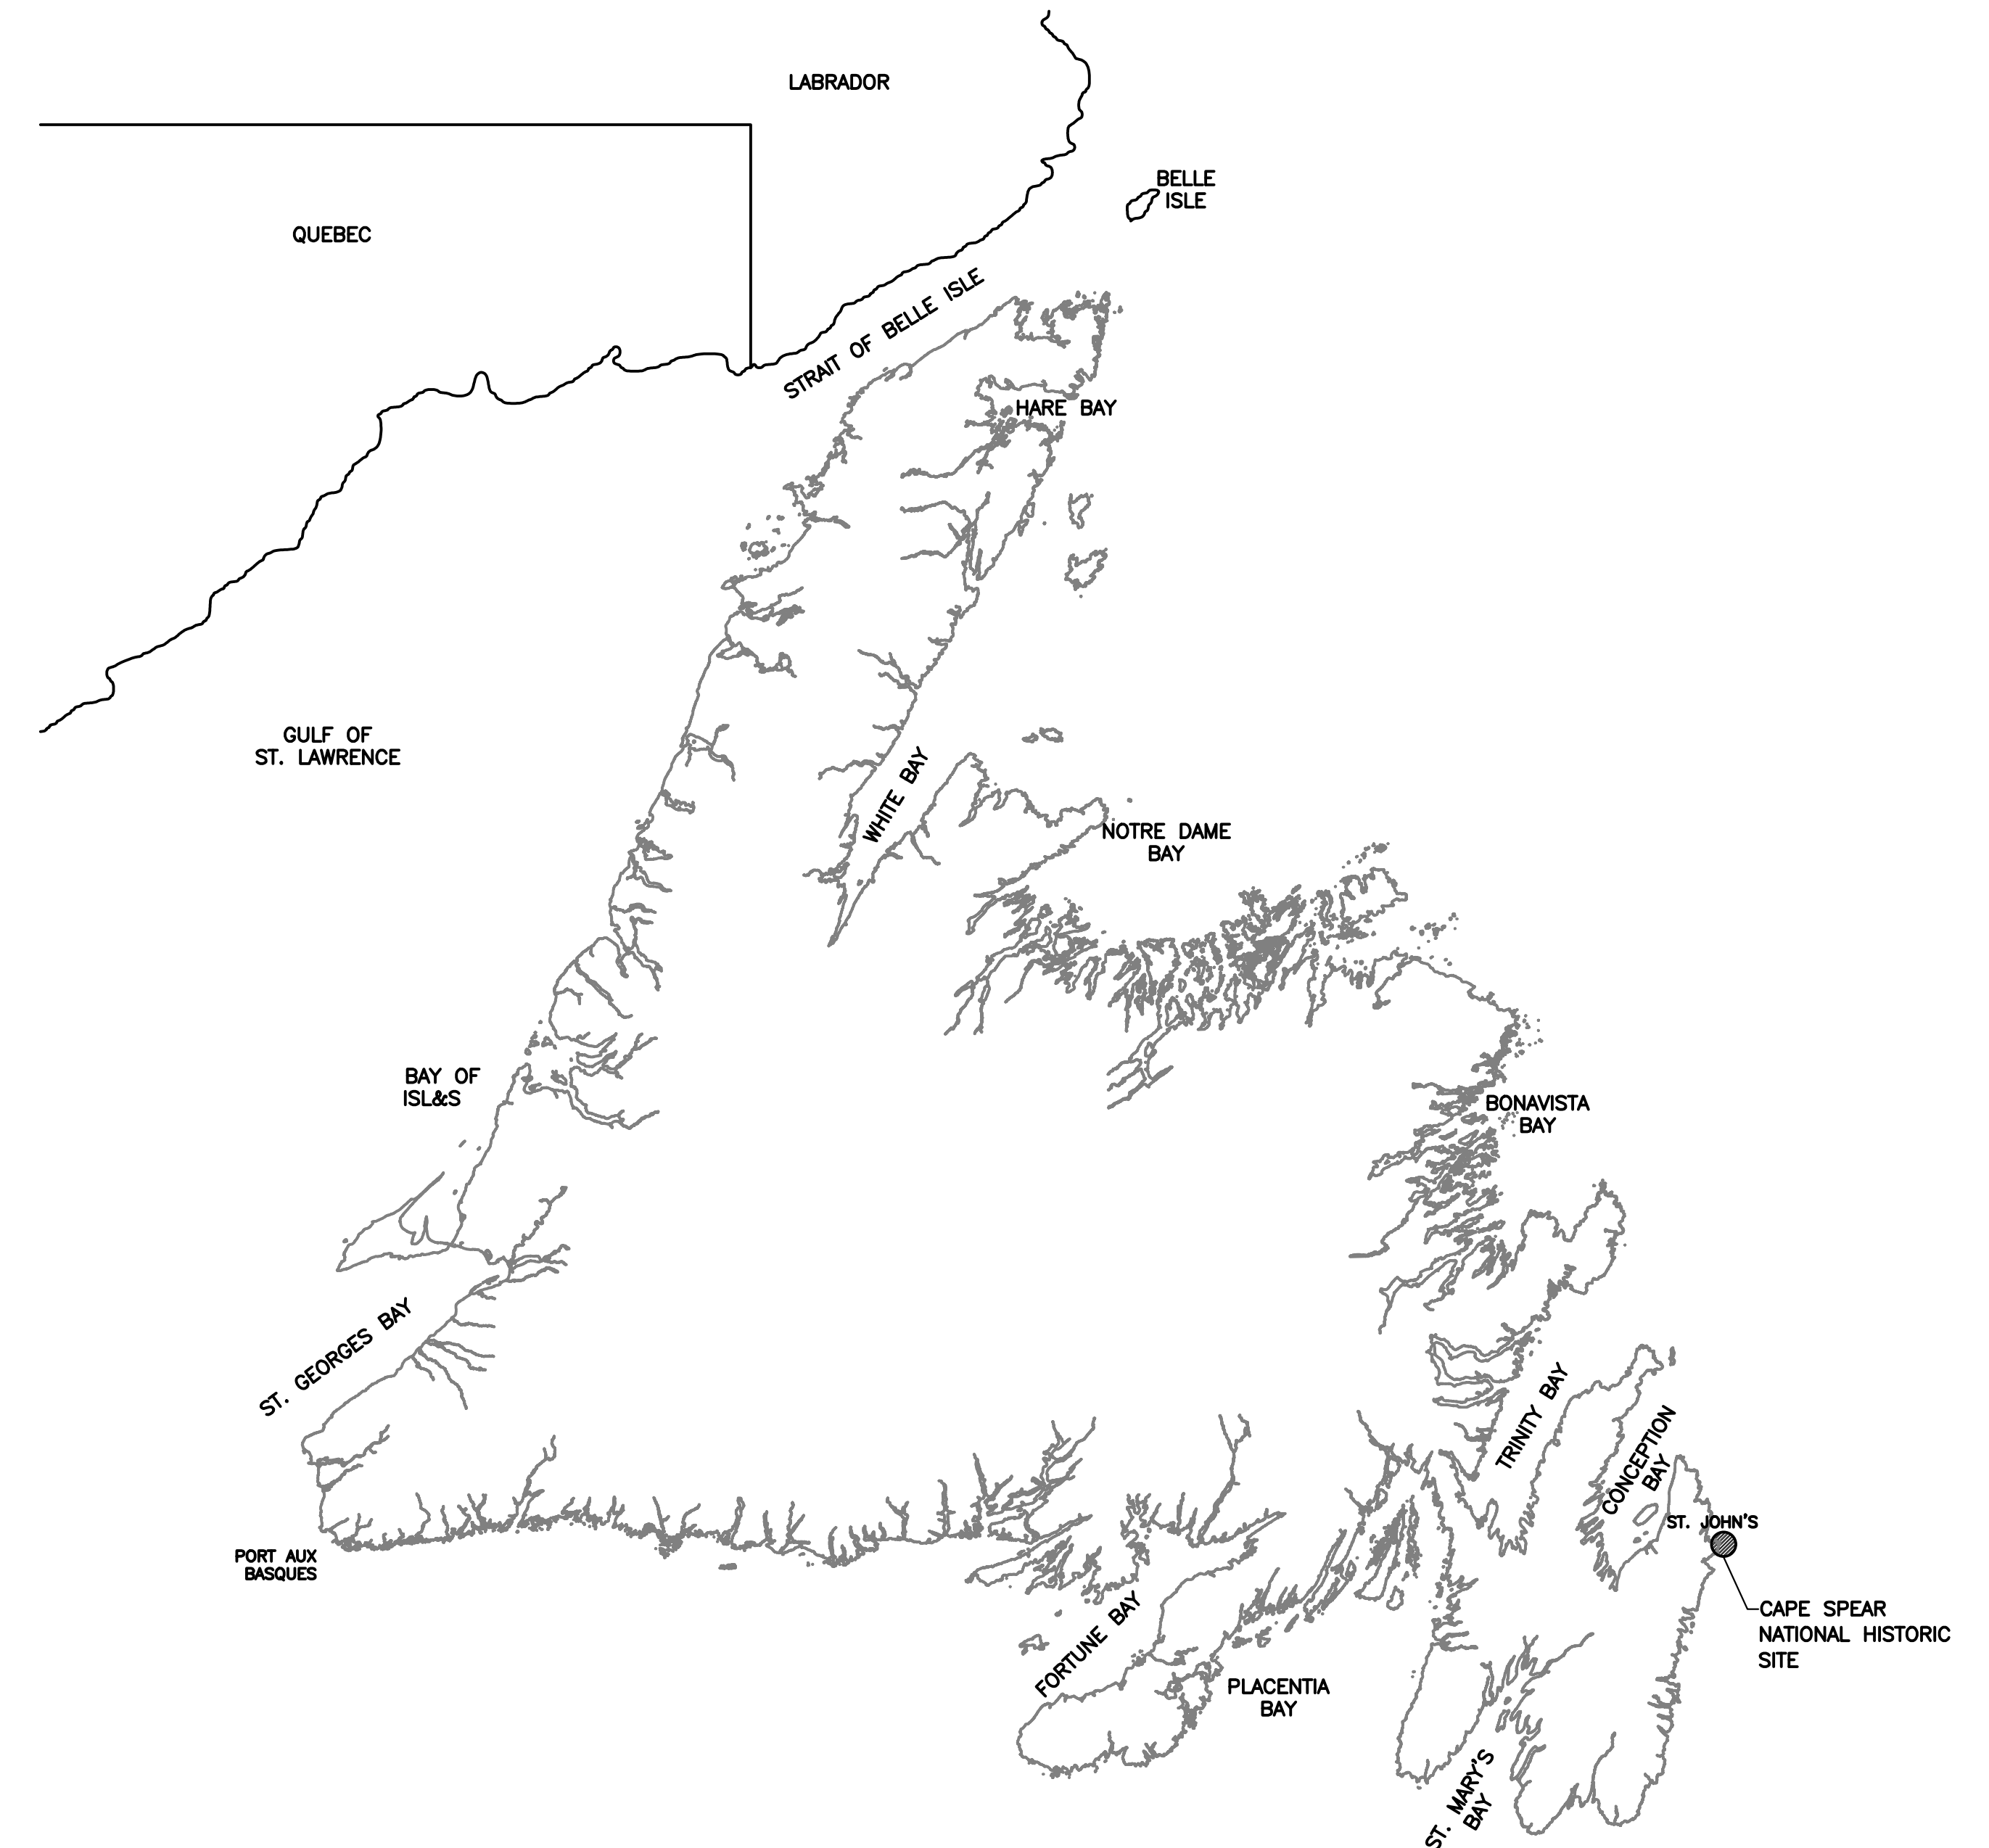 LABRADOR
BELLE
ISLE
QUEBEC
STRAIT OF BELLE ISLE
HARE BAY
GULF OF
ST. LAWRENCE
WHITE BAY
NOTRE DAME
BAY
BAY OF
ISL&S
BONAVISTA
BAY
ST. GEORGES BAY
TRINITY BAY
CONCEPTION
BAY
ST. JOHN'S
PORT AUX
BASQUES
CAPE SPEAR
NATIONAL HISTORIC
SITE
FORTUNE BAY
PLACENTIA
BAY
ST. MARY'S
BAY